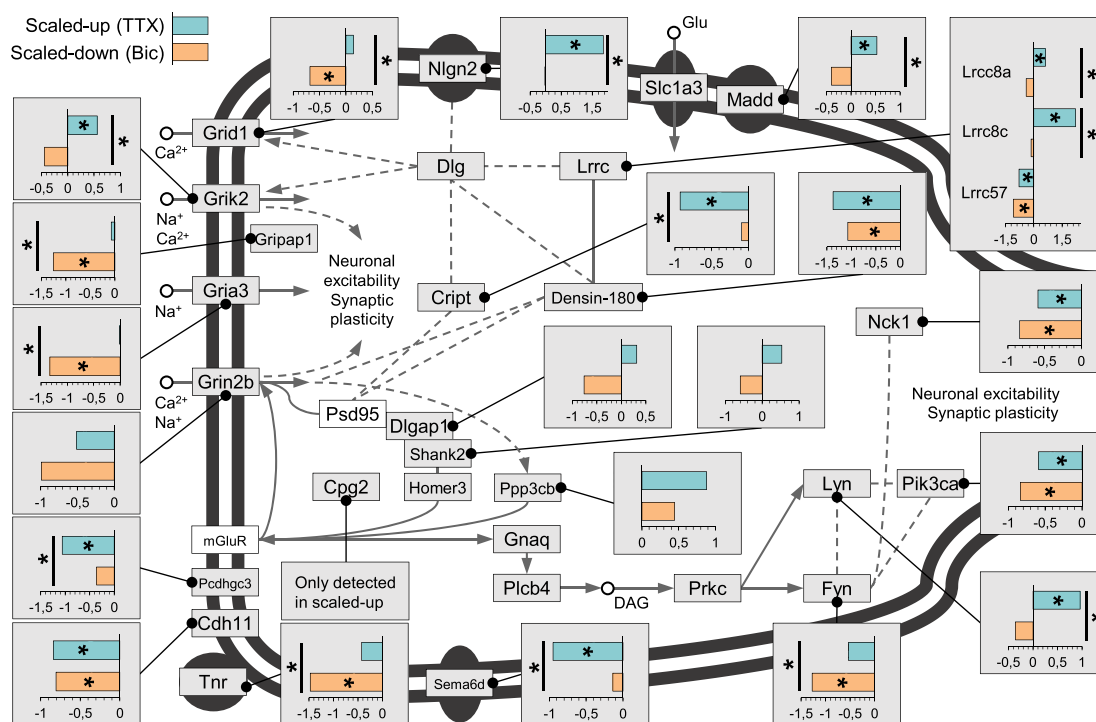 Scaled-up (TTX)
Scaled-down (Bic)
*
*
-1 -0,5 0 0,5
*
*
-0,5 0 0,5 1 1,5
Glu
*
*
-0,5 0 0,5 1
Lrcc8a
*
*
Lrrc8c
*
*
Lrrc57
*
*
-1,5 0 1,5
Nlgn2
Slc1a3
Madd
*
*
-0,5 0 0,5 1
Ca2+
Grid1
Dlg
Lrrc
Grik2
Na+
Ca2+
Gripap1
*
*
-1,5 -1 -0,5 0
*
*
-1 -0,5 0
*
*
-1 -0,5 0
Neuronal
excitability
Synaptic
plasticity
Gria3
Na+
Cript
Densin-180
Nck1
*
*
-1 -0,5 0
*
*
-1,5 -1 -0,5 0
Grin2b
Ca2+
Na+
Psd95
Dlgap1
Shank2
-1 -0,5 0 0,5
-1 -0,5 0 0,5
Neuronal excitability
Synaptic plasticity
-1 -0,5 0
Cpg2
Homer3
Ppp3cb
0 0,5 1
Lyn
Pik3ca
*
*
-1 -0,5 0
mGluR
Gnaq
*
*
-1 -0,5 0
Pcdhgc3
Only detected
in scaled-up
Plcb4
DAG
Prkc
Fyn
*
*
-0,5 0 0,5 1
Cdh11
*
*
-1 -0,5 0
Tnr
*
*
-1,5 -1 -0,5 0
Sema6d
*
*
-1 -0,5 0
*
*
-1,5 -1 -0,5 0